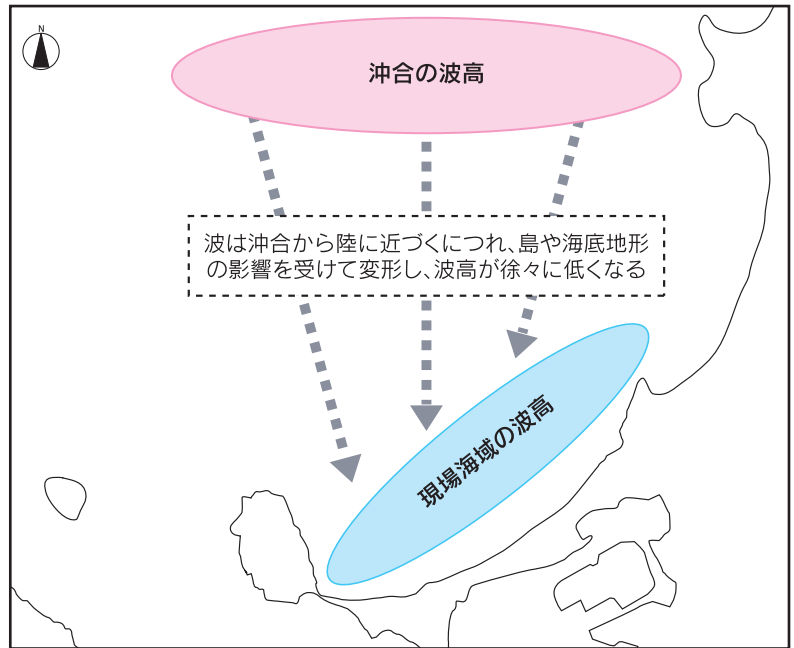 N
沖合の波高
波は沖合から陸に近づくにつれ、島や海底地形
の影響を受けて変形し、波高が徐々に低くなる
現場海域の波高